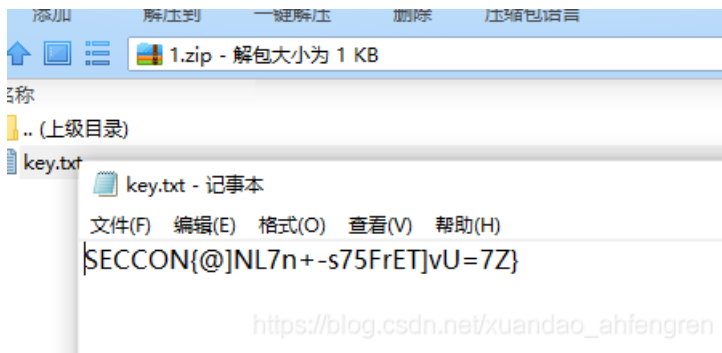 添加 解压到 一键解压 删除 压缩包语言
1.zip - 解包大小为 1 KB
名称
.. (上级目录)
key.txt
key.txt - 记事本
文件(F) 编辑(E) 格式(O) 查看(V) 帮助(H)
SECCON{@]NL7n+-s75FrET]vU=7Z}
https://blog.csdn.net/xuandao_ahfengren